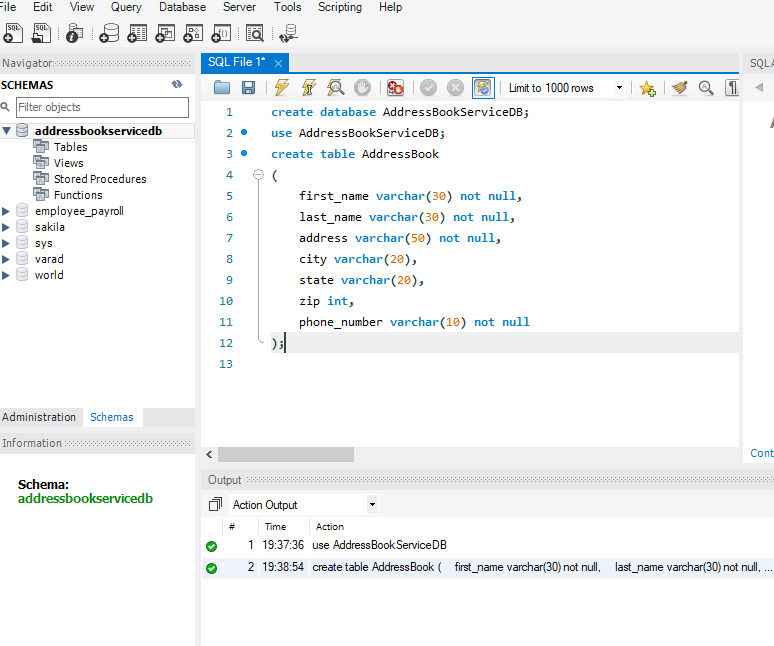 File Edit View Query Database Server Tools Scripting Help
Navigator
SQL File 1* ×
SQLA
SCHEMAS
Limit to 1000 rows
Filter objects
addressbookservicedb
Tables
Views
Stored Procedures
Functions
employee_payroll
sakila
sys
varad
world
1 create database AddressBookServiceDB;
2 use AddressBookServiceDB;
3 create table AddressBook
4 (
5 first_name varchar(30) not null,
6 last_name varchar(30) not null,
7 address varchar(50) not null,
8 city varchar(20),
9 state varchar(20),
10 zip int,
11 phone_number varchar(10) not null
12 );
13
Administration Schemas
Information
Cont
Schema:
addressbookservicedb
Output
Action Output
# Time Action
1 19:37:36 use AddressBookServiceDB
2 19:38:54 create table AddressBook ( first_name varchar(30) not null, last_name varchar(30) not null, ...